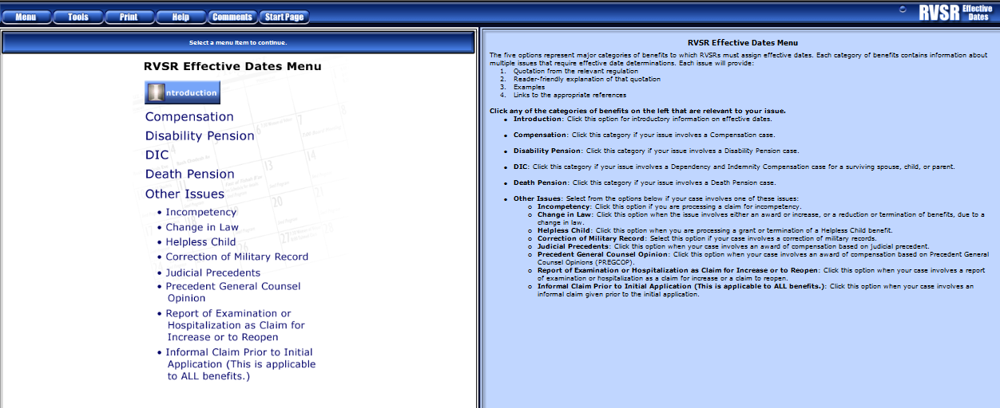 Menu Tools Print Help Comments Start Page
RVSR Effective Dates
Select a menu item to continue.
RVSR Effective Dates Menu
Introduction
Compensation
Disability Pension
DIC
Death Pension
Other Issues
• Incompetency
• Change in Law
• Helpless Child
• Correction of Military Record
• Judicial Precedents
• Precedent General Counsel
Opinion
• Report of Examination or
Hospitalization as Claim for
Increase or to Reopen
• Informal Claim Prior to Initial
Application (This is applicable
to ALL benefits.)
RVSR Effective Dates Menu
The five options represent major categories of benefits to which RVSRs must assign effective dates. Each category of benefits contains information about
multiple issues that require effective date determinations. Each issue will provide:
1. Quotation from the relevant regulation
2. Reader-friendly explanation of that quotation
3. Examples
4. Links to the appropriate references
Click any of the categories of benefits on the left that are relevant to your issue.
• Introduction: Click this option for introductory information on effective dates.
• Compensation: Click this category if your issue involves a Compensation case.
• Disability Pension: Click this category if your issue involves a Disability Pension case.
• DIC: Click this category if your issue involves a Dependency and Indemnity Compensation case for a surviving spouse, child, or parent.
• Death Pension: Click this category if your issue involves a Death Pension case.
• Other Issues: Select from the options below if your case involves one of these issues:
o Incompetency: Click this option if you are processing a claim for incompetency.
o Change in Law: Click this option when the issue involves either an award or increase, or a reduction or termination of benefits, due to a
change in law.
o Helpless Child: Click this option when you are processing a grant or termination of a Helpless Child benefit.
o Correction of Military Record: Select this option if your case involves a correction of military records.
o Judicial Precedents: Click this option when your case involves an award of compensation based on judicial precedent.
o Precedent General Counsel Opinion: Click this option when your case involves an award of compensation based on Precedent General
Counsel Opinions (PREGCOP).
o Report of Examination or Hospitalization as Claim for Increase or to Reopen: Click this option when your case involves a report
of examination or hospitalization as a claim for increase or a claim to reopen.
o Informal Claim Prior to Initial Application (This is applicable to ALL benefits.): Click this option when your case involves an
informal claim given prior to the initial application.